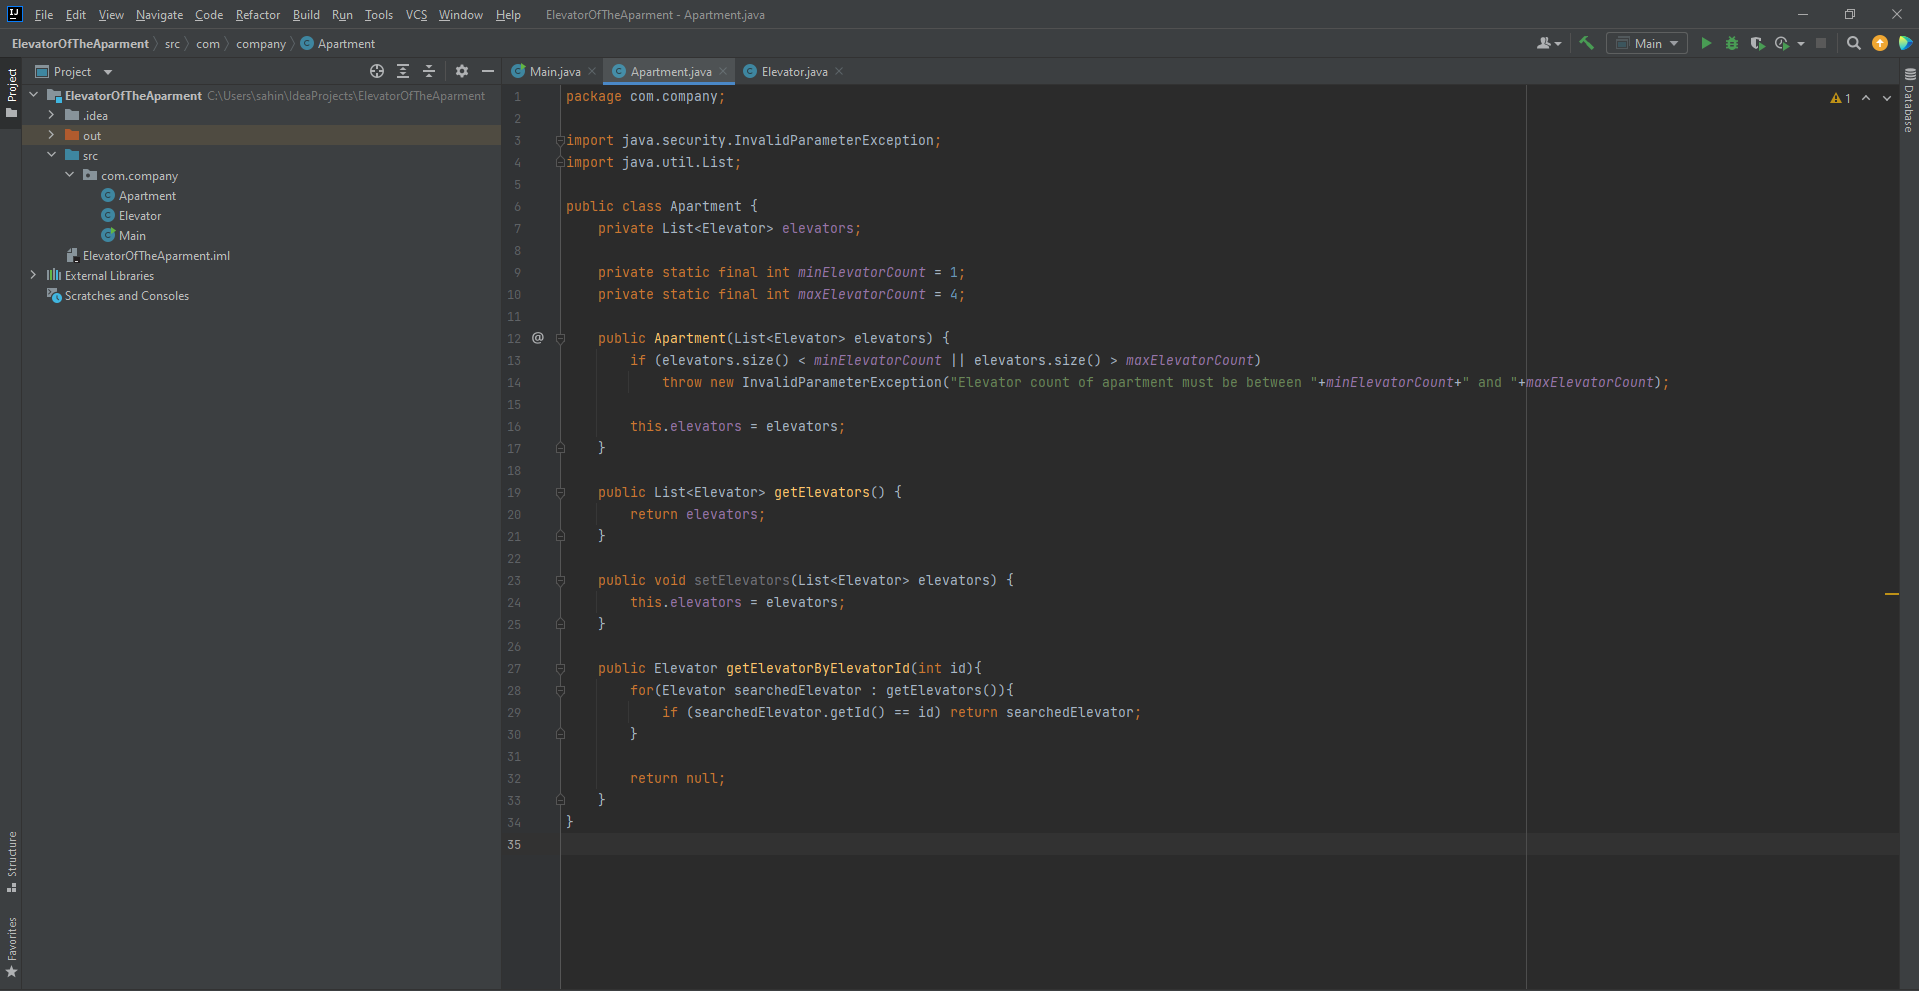 File Edit View Navigate Code Refactor Build Run Tools VCS Window Help ElevatorOfTheAparment - Apartment.java
ElevatorOfTheAparment src com company Apartment Main
Project
Project
ElevatorOfTheAparment C:\Users\sahin\IdeaProjects\ElevatorOfTheAparment
.idea
out
src
com.company
Apartment
Elevator
Main
ElevatorOfTheAparment.iml
External Libraries
Scratches and Consoles
Structure
Favorites
Main.java Apartment.java Elevator.java
1 package com.company;
2
3 import java.security.InvalidParameterException;
4 import java.util.List;
5
6 public class Apartment {
7 private List<Elevator> elevators;
8
9 private static final int minElevatorCount = 1;
10 private static final int maxElevatorCount = 4;
11
12 @ public Apartment(List<Elevator> elevators) {
13 if (elevators.size() < minElevatorCount || elevators.size() > maxElevatorCount)
14 throw new InvalidParameterException("Elevator count of apartment must be between "+minElevatorCount+" and "+maxElevatorCount);
15
16 this.elevators = elevators;
17 }
18
19 public List<Elevator> getElevators() {
20 return elevators;
21 }
22
23 public void setElevators(List<Elevator> elevators) {
24 this.elevators = elevators;
25 }
26
27 public Elevator getElevatorByElevatorId(int id){
28 for(Elevator searchedElevator : getElevators()){
29 if (searchedElevator.getId() == id) return searchedElevator;
30 }
31
32 return null;
33 }
34 }
35
1
Database